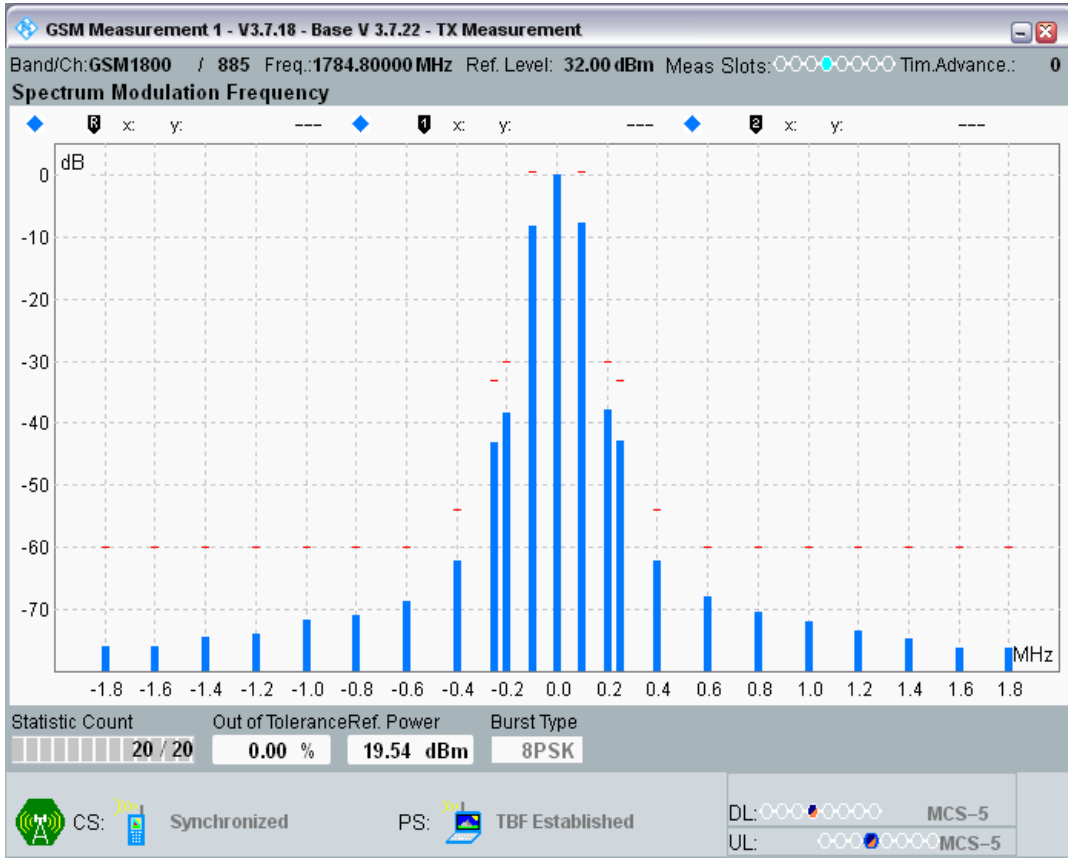 GSM Measurement 1 - V3.7.18 - Base V 3.7.22 - TX Measurement
Band/Ch:GSM1800 / 885 Freq.:1784.80000 MHz Ref. Level: 32.00 dBm Meas Slots: Tim.Advance.: 0
Spectrum Modulation Frequency
R x: y: --- 1 x: y: --- 2 x: y: ---
dB
0
-10
-20
-30
-40
-50
-60
-70
MHz
-1.8 -1.6 -1.4 -1.2 -1.0 -0.8 -0.6 -0.4 -0.2 0.0 0.2 0.4 0.6 0.8 1.0 1.2 1.4 1.6 1.8
Statistic Count Out of Tolerance Ref. Power Burst Type
20 / 20 0.00 % 19.54 dBm 8PSK
CS: Synchronized PS: TBF Established
DL: MCS-5
UL: MCS-5